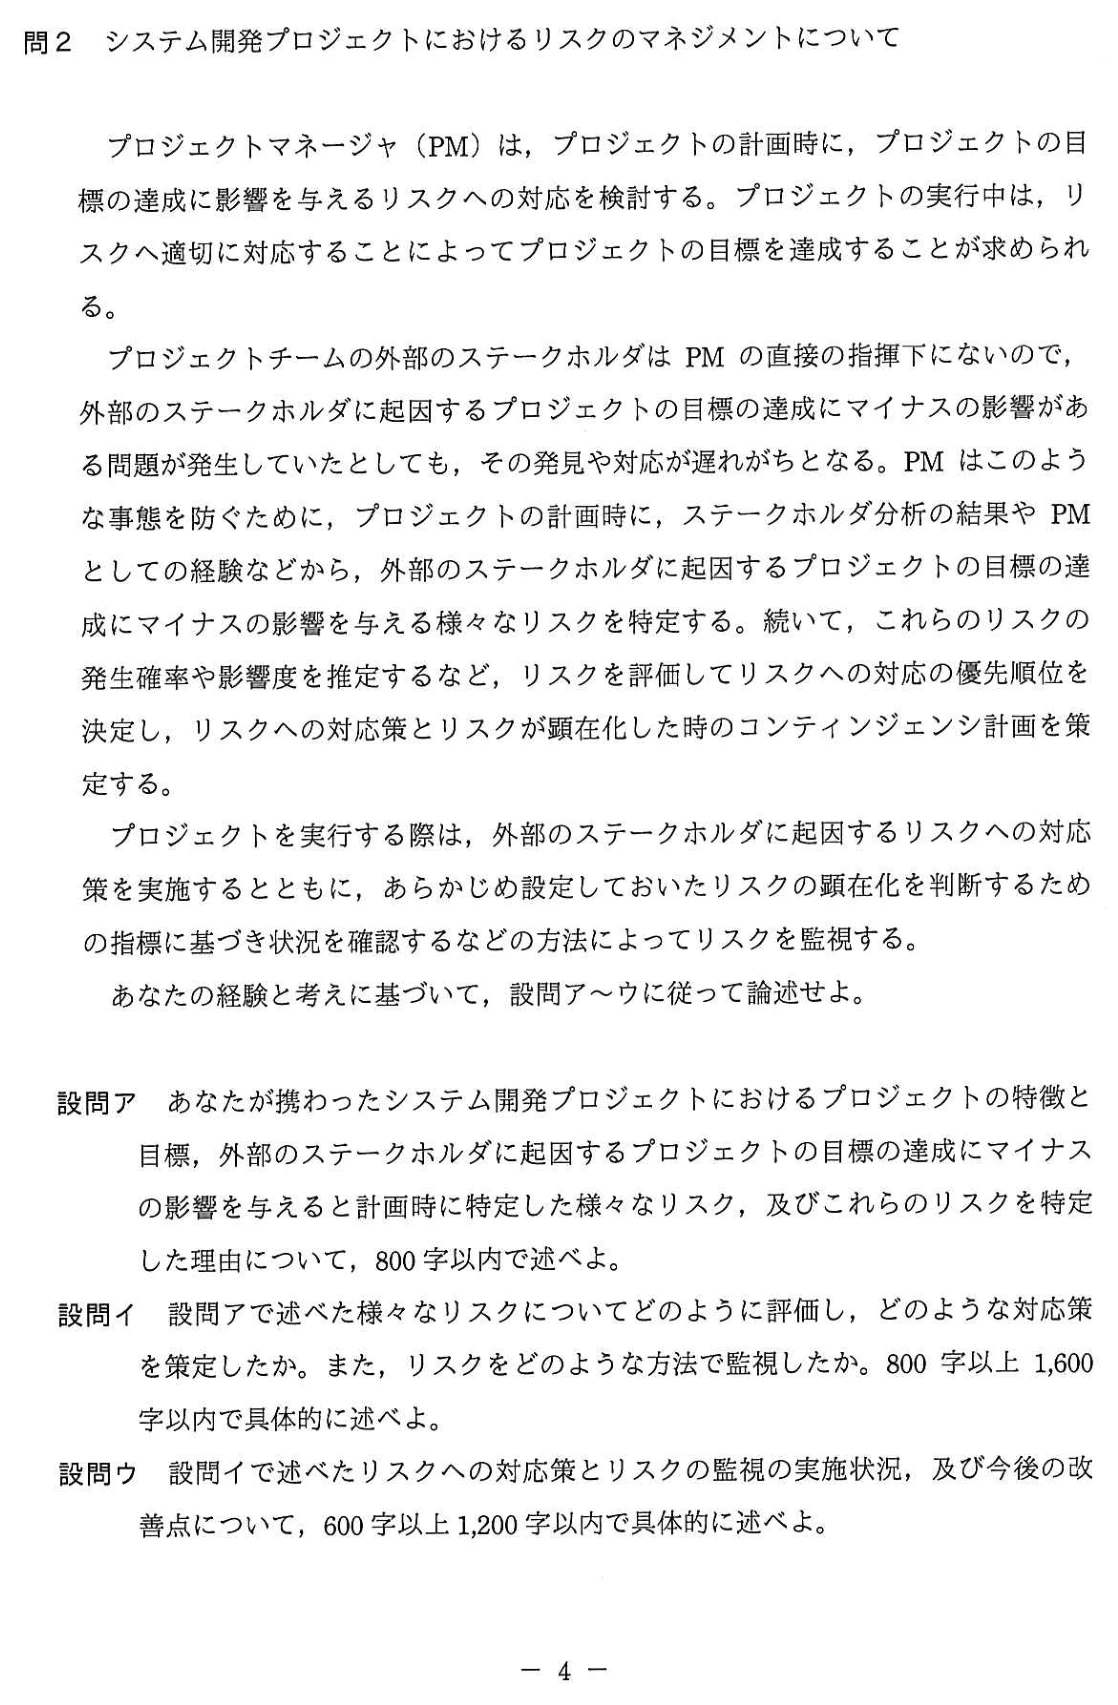 問２　システム開発プロジェクトにおけるリスクのマネジメントについて
プロジェクトマネージャ（PM）は，プロジェクトの計画時に，プロジェクトの目
標の達成に影響を与えるリスクへの対応を検討する。プロジェクトの実行中は，リ
スクへ適切に対応することによってプロジェクトの目標を達成することが求められ
る。
プロジェクトチームの外部のステークホルダは PM の直接の指揮下にないので，
外部のステークホルダに起因するプロジェクトの目標の達成にマイナスの影響があ
る問題が発生していたとしても，その発見や対応が遅れがちとなる。PM はこのよう
な事態を防ぐために，プロジェクトの計画時に，ステークホルダ分析の結果や PM
としての経験などから，外部のステークホルダに起因するプロジェクトの目標の達
成にマイナスの影響を与える様々なリスクを特定する。続いて，これらのリスクの
発生確率や影響度を推定するなど，リスクを評価してリスクへの対応の優先順位を
決定し，リスクへの対応策とリスクが顕在化した時のコンティンジェンシ計画を策
定する。
プロジェクトを実行する際は，外部のステークホルダに起因するリスクへの対応
策を実施するとともに，あらかじめ設定しておいたリスクの顕在化を判断するため
の指標に基づき状況を確認するなどの方法によってリスクを監視する。
あなたの経験と考えに基づいて，設問ア～ウに従って論述せよ。
設問ア　あなたが携わったシステム開発プロジェクトにおけるプロジェクトの特徴と
目標，外部のステークホルダに起因するプロジェクトの目標の達成にマイナス
の影響を与えると計画時に特定した様々なリスク，及びこれらのリスクを特定
した理由について，800 字以内で述べよ。
設問イ　設問アで述べた様々なリスクについてどのように評価し，どのような対応策
を策定したか。また，リスクをどのような方法で監視したか。800 字以上 1,600
字以内で具体的に述べよ。
設問ウ　設問イで述べたリスクへの対応策とリスクの監視の実施状況，及び今後の改
善点について，600 字以上 1,200 字以内で具体的に述べよ。
－ 4 －